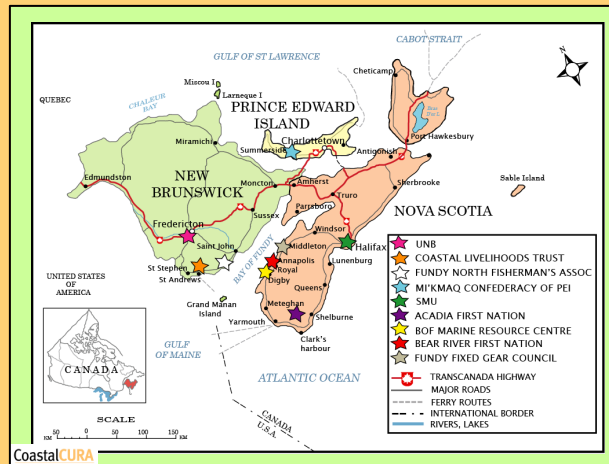 CABOT STRAIT
GULF OF ST LAWRENCE
N
Cheticamp
Miscou I
Larneque I
QUEBEC
CHALEUR
BAY
PRINCE EDWARD
ISLAND
Charlottetown
Summerside
Port Hawkesbury
Miramichi
Antigonish
Edmundston
NEW
BRUNSWICK
Moncton
Amherst
Sherbrooke
Sable Island
Truro
Parrsboro
Sussex
NOVA SCOTIA
Fredericton
Windsor
Saint John
BAY OF FUNDY
Middleton
Halifax
Annapolis
Royal
Lunenburg
Digby
St Stephen
St Andrews
UNITED STATES
OF
AMERICA
Queens
Grand Manan
Island
Meteghan
Shelburne
Yarmouth
Clark's
harbour
GULF
OF MAINE
ATLANTIC OCEAN
CANADA
U.S.A.
UNB
COASTAL LIVELIHOODS TRUST
FUNDY NORTH FISHERMAN'S ASSOC
MI'KMAQ CONFEDERACY OF PEI
SMU
ACADIA FIRST NATION
BOF MARINE RESOURCE CENTRE
BEAR RIVER FIRST NATION
FUNDY FIXED GEAR COUNCIL
TRANSCANADA HIGHWAY
MAJOR ROADS
FERRY ROUTES
INTERNATIONAL BORDER
RIVERS, LAKES
CANADA
SCALE
KM 50 0 50 100 150 KM
CoastalCURA